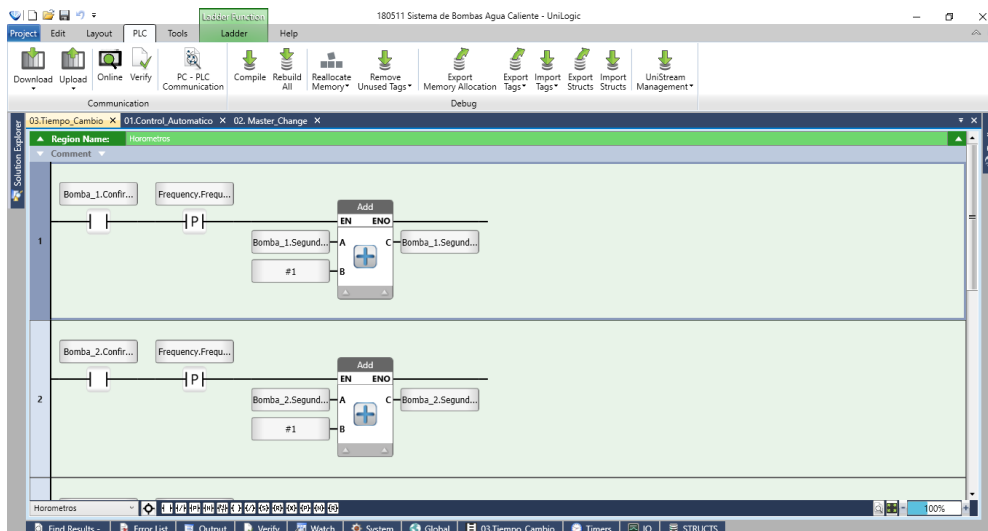 180511 Sistema de Bombas Agua Caliente - UniLogic
Ladder Function
Project Edit Layout PLC Tools Ladder Help
Download Upload Online Verify PC - PLC Communication
Compile Rebuild All Reallocate Memory Remove Unused Tags Export Memory Allocation Export Tags Import Tags Export Structs Import Structs UniStream Management
Communication Debug
03.Tiempo_Cambio 01.Control_Automatico 02. Master_Change
Solution Explorer
Region Name: Horometros
Comment
1
Bomba_1.Confir... Frequency.Frequ...
P
Add
EN ENO
Bomba_1.Segund... A C Bomba_1.Segund...
#1 B
2
Bomba_2.Confir... Frequency.Frequ...
P
Add
EN ENO
Bomba_2.Segund... A C Bomba_2.Segund...
#1 B
Horometros 100%
Find Results - Error List Output Verify Watch System Global 03.Tiempo_Cambio Timers IO STRUCTS